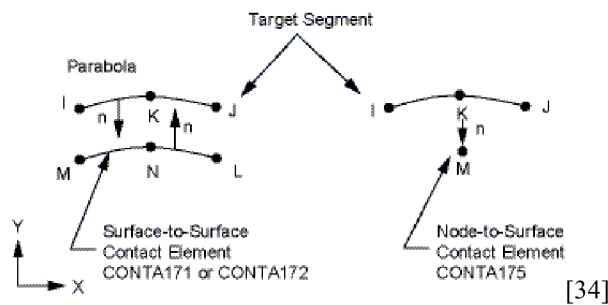 Target Segment
Parabola
I
K
J
n
n
M
N
L
I
K
J
n
M
Surface-to-Surface
Contact Element
CONTA171 or CONTA172
Node-to-Surface
Contact Element
CONTA175
Y
X
[34]